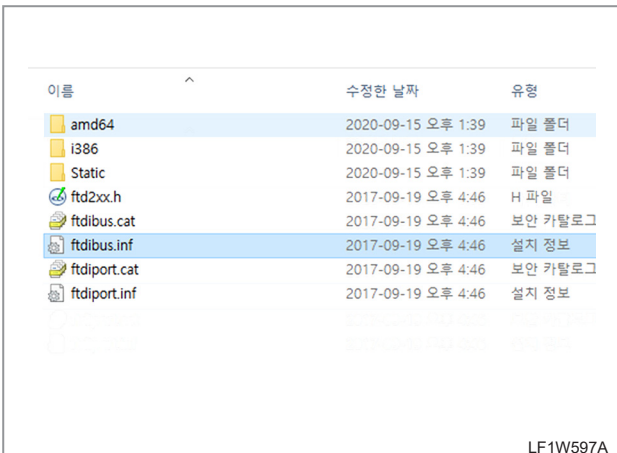 이름 수정한 날짜 유형
amd64 2020-09-15 오후 1:39 파일 폴더
i386 2020-09-15 오후 1:39 파일 폴더
Static 2020-09-15 오후 1:39 파일 폴더
ftd2xx.h 2017-09-19 오후 4:46 H 파일
ftdibus.cat 2017-09-19 오후 4:46 보안 카탈로그
ftdibus.inf 2017-09-19 오후 4:46 설치 정보
ftdiport.cat 2017-09-19 오후 4:46 보안 카탈로그
ftdiport.inf 2017-09-19 오후 4:46 설치 정보
LF1W597A